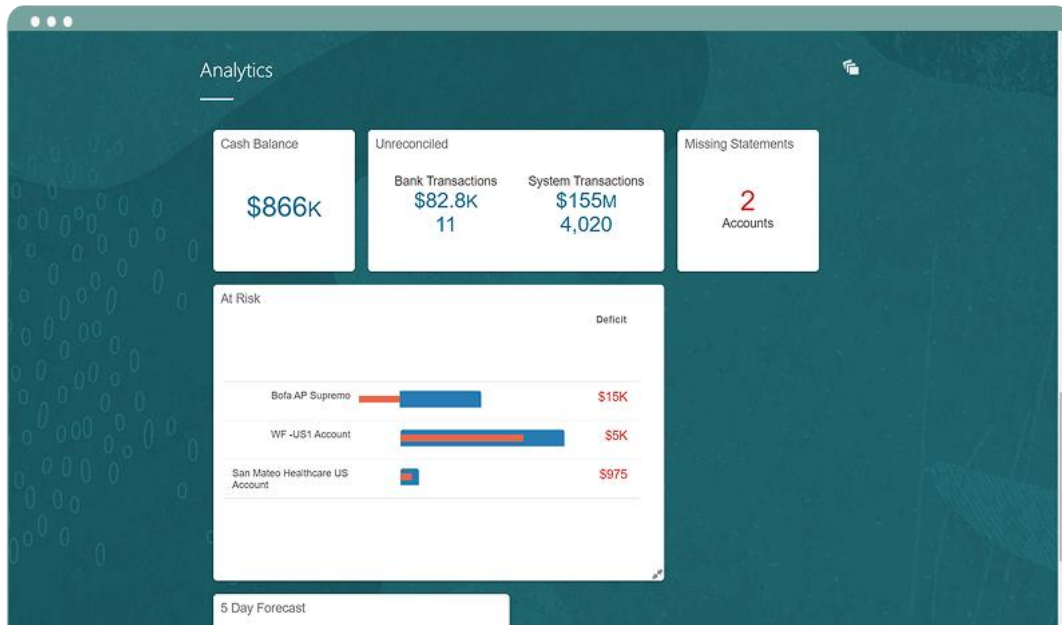 Analytics
Cash Balance
$866K
Unreconciled
Bank Transactions
$82.8K
11
System Transactions
$155M
4,020
Missing Statements
2
Accounts
At Risk
Deficit
Bofa AP Supremo
$15K
WF -US1 Account
$5K
San Mateo Healthcare US
Account
$975
5 Day Forecast